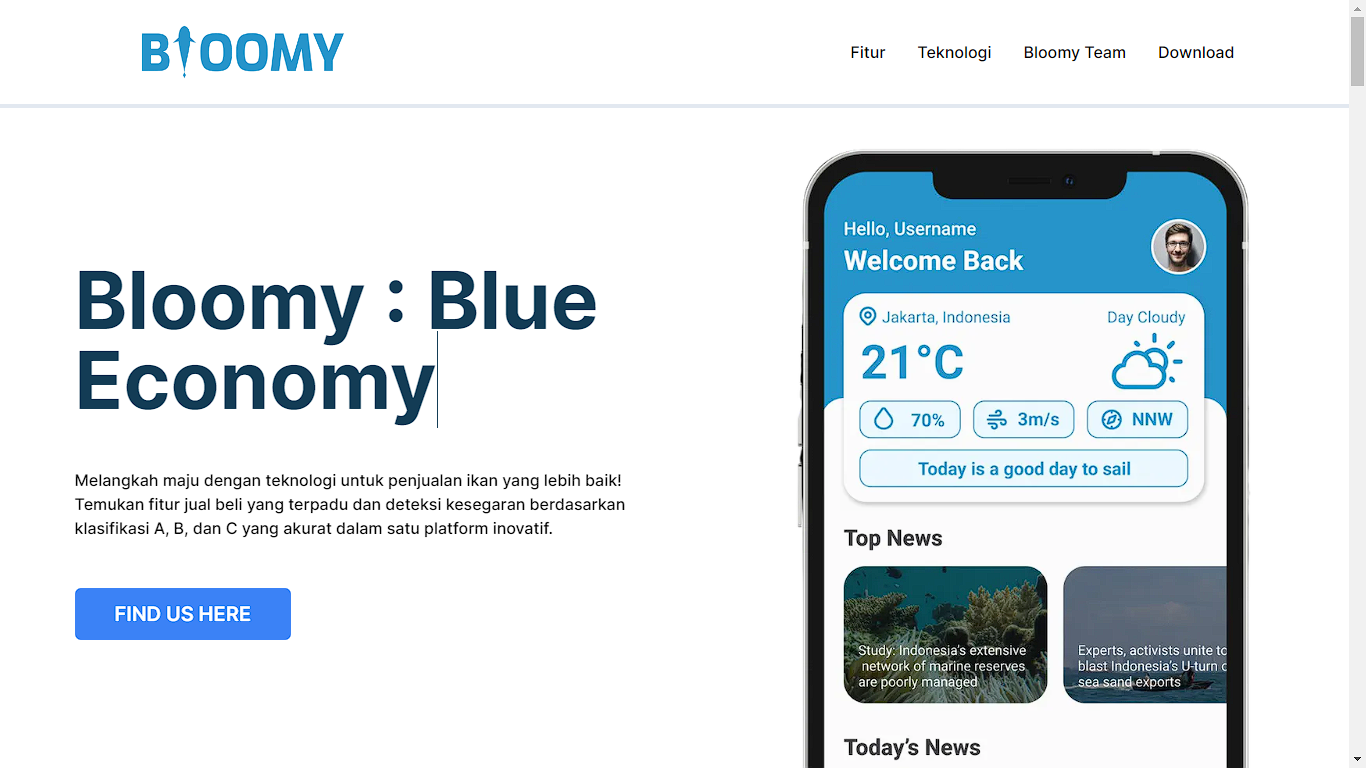 BLOOMY
Fitur Teknologi Bloomy Team Download
Bloomy : Blue
Economy
Melangkah maju dengan teknologi untuk penjualan ikan yang lebih baik!
Temukan fitur jual beli yang terpadu dan deteksi kesegaran berdasarkan
klasifikasi A, B, dan C yang akurat dalam satu platform inovatif.
FIND US HERE
Hello, Username
Welcome Back
Jakarta, Indonesia Day Cloudy
21°C
70% 3m/s NNW
Today is a good day to sail
Top News
Study: Indonesia's extensive
network of marine reserves
are poorly managed
Experts, activists unite to
blast Indonesia's U-turn o
sea sand exports
Today's News